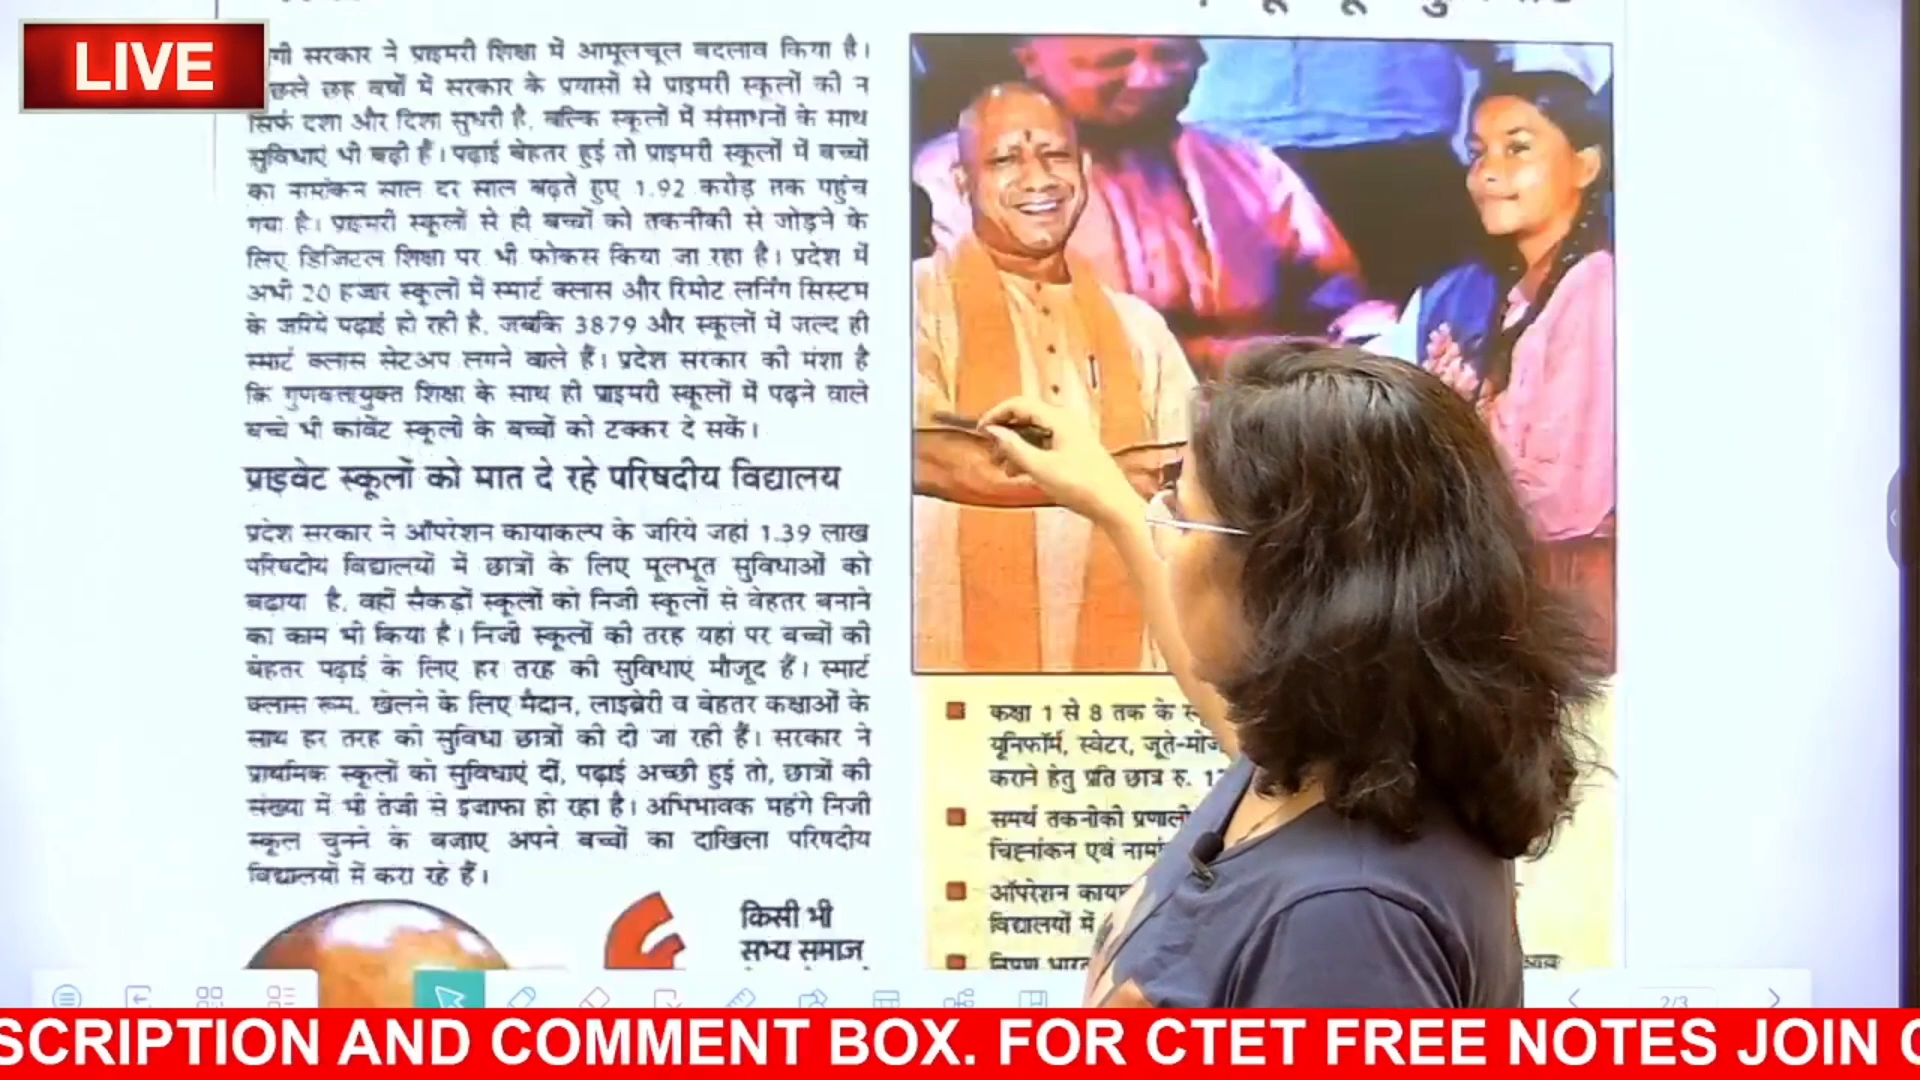 LIVE
गी सरकार ने प्राइमरी शिक्षा में आमूलचूल बदलाव किया है।
छले छह वर्षों में सरकार के प्रयासों से प्राइमरी स्कूलों की न
सिर्फ दशा और दिशा सुधरी है, बल्कि स्कूलों में संसाधनों के साथ
सुविधाएं भी बढ़ी हैं। पढ़ाई बेहतर हुई तो प्राइमरी स्कूलों में बच्चों
का नामांकन साल दर साल बढ़ते हुए 1.92 करोड़ तक पहुंच
गया है। प्राइमरी स्कूलों से ही बच्चों को तकनीकी से जोड़ने के
लिए डिजिटल शिक्षा पर भी फोकस किया जा रहा है। प्रदेश में
अभी 20 हजार स्कूलों में स्मार्ट क्लास और रिमोट लर्निंग सिस्टम
के जरिये पढ़ाई हो रही है, जबकि 3879 और स्कूलों में जल्द ही
स्मार्ट क्लास सेटअप लगने वाले हैं। प्रदेश सरकार की मंशा है
कि गुणवत्तायुक्त शिक्षा के साथ ही प्राइमरी स्कूलों में पढ़ने वाले
बच्चे भी कांवेंट स्कूलों के बच्चों को टक्कर दे सकें।
प्राइवेट स्कूलों को मात दे रहे परिषदीय विद्यालय
प्रदेश सरकार ने ऑपरेशन कायाकल्प के जरिये जहां 1.39 लाख
परिषदीय विद्यालयों में छात्रों के लिए मूलभूत सुविधाओं को
बढ़ाया है, वहीं सैकड़ों स्कूलों को निजी स्कूलों से बेहतर बनाने
का काम भी किया है। निजी स्कूलों की तरह यहां पर बच्चों की
बेहतर पढ़ाई के लिए हर तरह की सुविधाएं मौजूद हैं। स्मार्ट
क्लास रूम, खेलने के लिए मैदान, लाइब्रेरी व बेहतर कक्षाओं के
साथ हर तरह की सुविधा छात्रों को दी जा रही हैं। सरकार ने
प्राथमिक स्कूलों को सुविधाएं दीं, पढ़ाई अच्छी हुई तो, छात्रों की
संख्या में भी तेजी से इजाफा हो रहा है। अभिभावक महंगे निजी
स्कूल चुनने के बजाए अपने बच्चों का दाखिला परिषदीय
विद्यालयों में करा रहे हैं।
किसी भी
सभ्य समाज
कक्षा 1 से 8 तक के
यूनिफॉर्म, स्वेटर, जूते-मोज
कराने हेतु प्रति छात्र रु.
समर्थ तकनीकी प्रणाली
चिह्नांकन एवं नामां
ऑपरेशन काया
विद्यालयों में
निपुण भारत
2/3
SCRIPTION AND COMMENT BOX. FOR CTET FREE NOTES JOIN